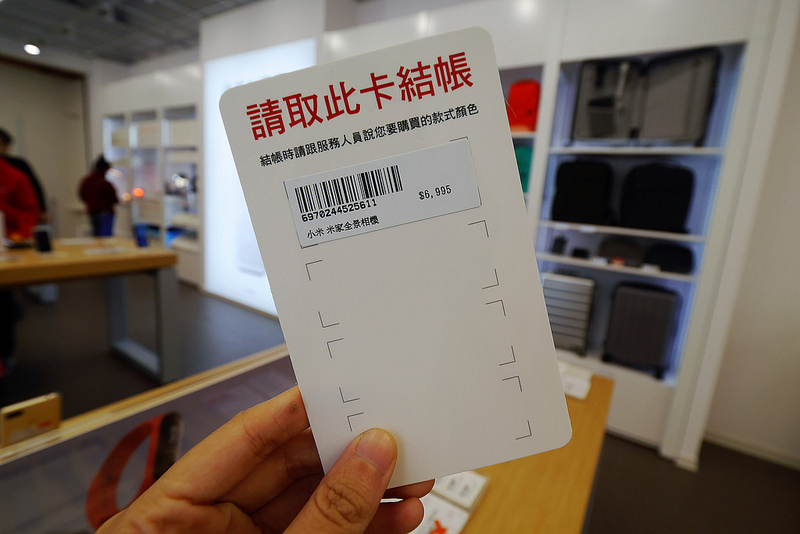 請取此卡結帳
結帳時請跟服務人員說您要購買的款式顏色
6970244525611
$6,995
小米 米家全景相機